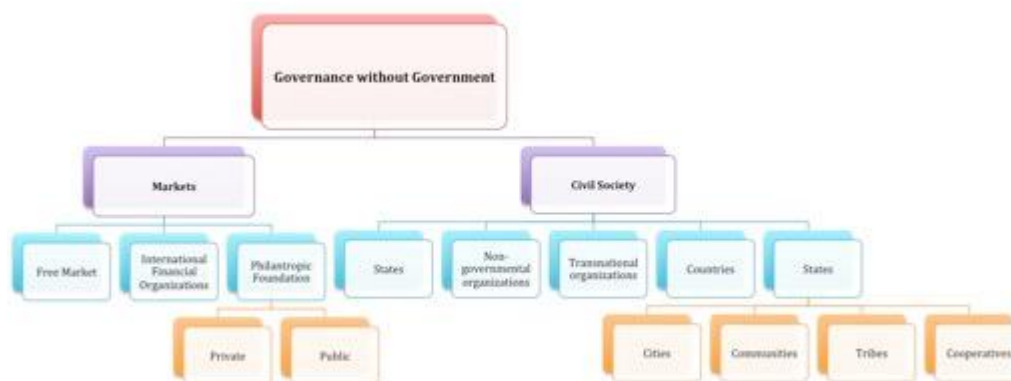 Governance without Government
Markets
Civil Society
Free Market
International
Financial
Organizations
Philantropic
Foundation
States
Non-
governmental
organizations
Transnational
organizations
Countries
States
Private
Public
Cities
Communities
Tribes
Cooperatives